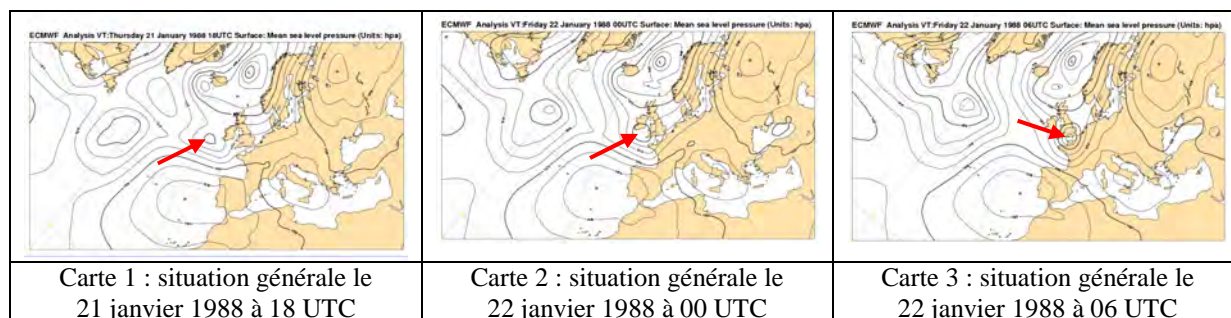 ECMWF Analysis VT:Thursday 21 January 1988 18UTC Surface: Mean sea level pressure (Units: hpa)
ECMWF Analysis VT:Friday 22 January 1988 00UTC Surface: Mean sea level pressure (Units: hpa)
ECMWF Analysis VT:Friday 22 January 1988 06UTC Surface: Mean sea level pressure (Units: hpa)
Carte 1 : situation générale le
21 janvier 1988 à 18 UTC
Carte 2 : situation générale le
22 janvier 1988 à 00 UTC
Carte 3 : situation générale le
22 janvier 1988 à 06 UTC